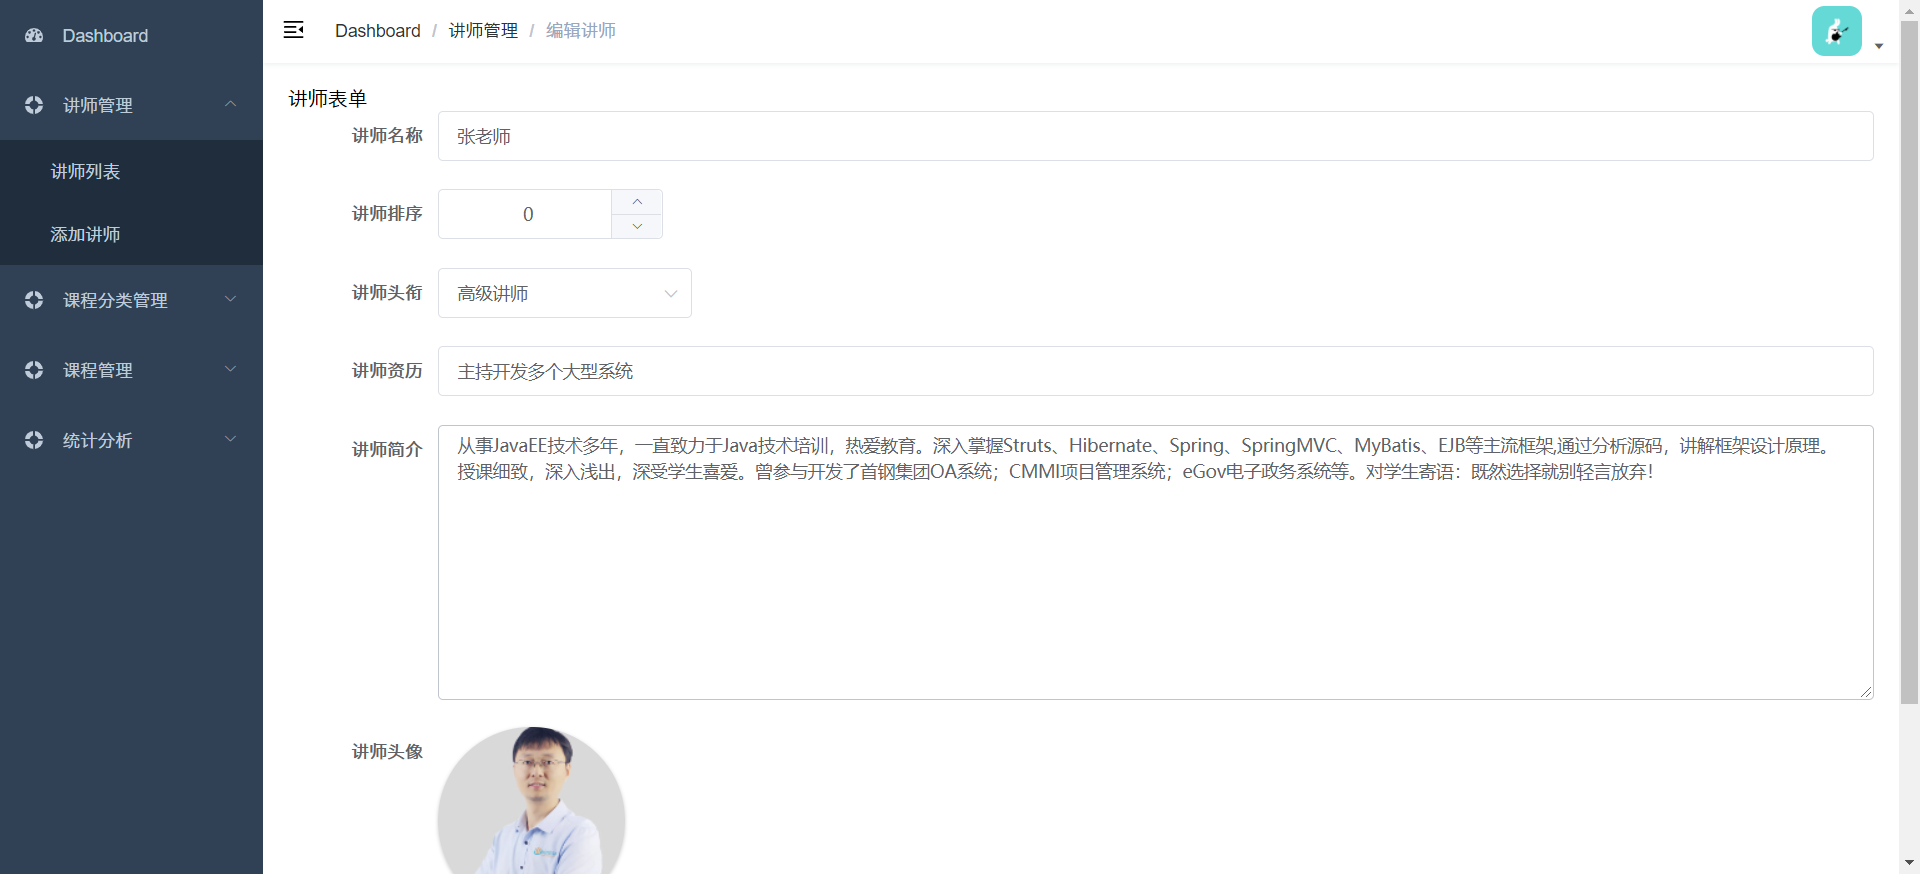 Dashboard
讲师管理
讲师列表
添加讲师
课程分类管理
课程管理
统计分析
Dashboard / 讲师管理 / 编辑讲师
讲师表单
讲师名称 张老师
讲师排序 0
讲师头衔 高级讲师
讲师资历 主持开发多个大型系统
讲师简介 从事JavaEE技术多年，一直致力于Java技术培训，热爱教育。深入掌握Struts、Hibernate、Spring、SpringMVC、MyBatis、EJB等主流框架,通过分析源码，讲解框架设计原理。
授课细致，深入浅出，深受学生喜爱。曾参与开发了首钢集团OA系统；CMMI项目管理系统；eGov电子政务系统等。对学生寄语：既然选择就别轻言放弃！
讲师头像